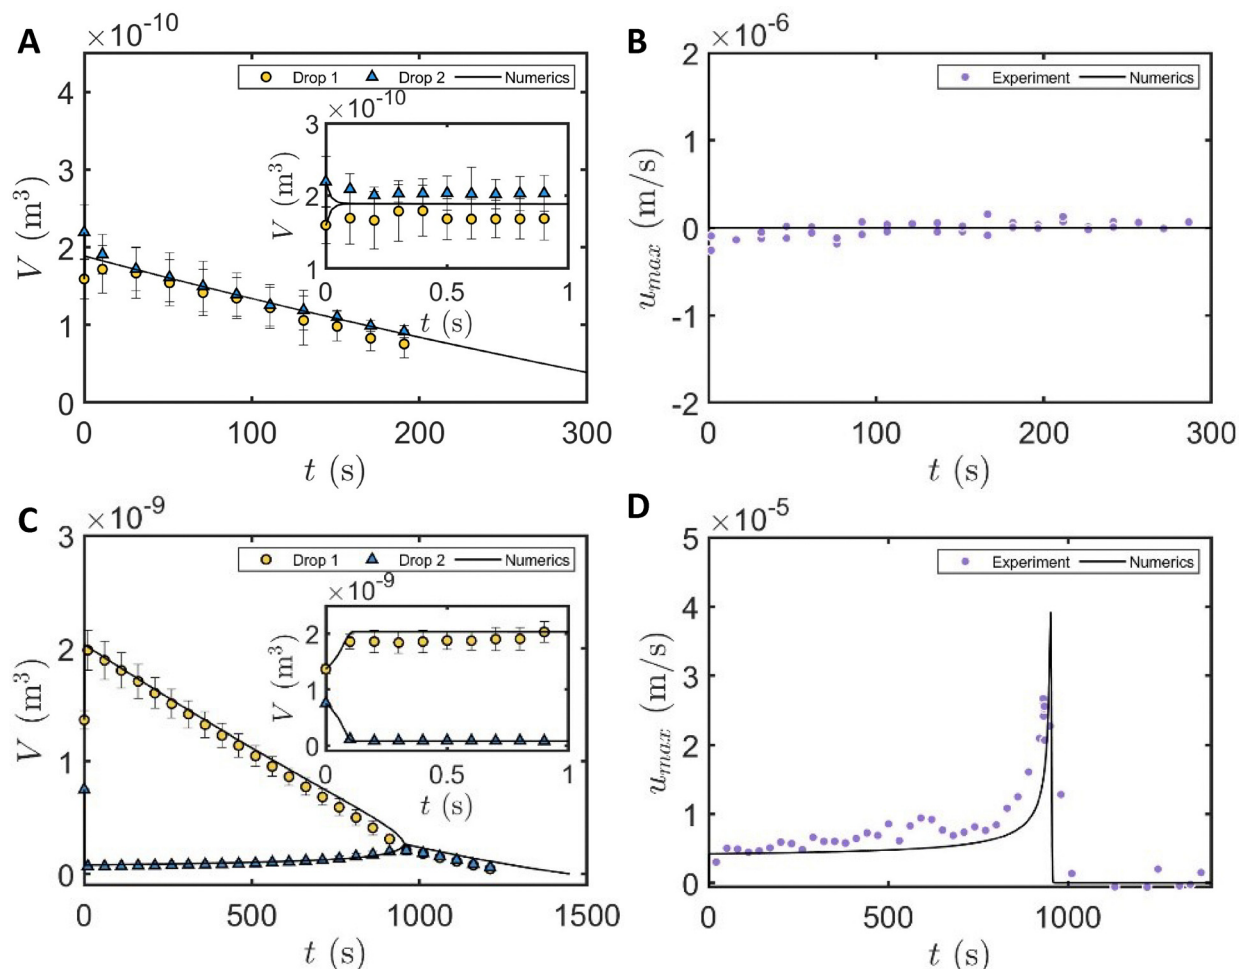 A
×10⁻¹⁰
Drop 1 Drop 2 Numerics
4
3
2
1
0
V (m³)
0 100 200 300
t (s)
×10⁻¹⁰
3
2
1
V (m³)
0 0.5 1
t (s)
B
×10⁻⁶
Experiment Numerics
2
1
0
-1
-2
u_max (m/s)
0 100 200 300
t (s)
C
×10⁻⁹
Drop 1 Drop 2 Numerics
3
2
1
0
V (m³)
0 500 1000 1500
t (s)
×10⁻⁹
2
1
0
V (m³)
0 0.5 1
t (s)
D
×10⁻⁵
Experiment Numerics
5
4
3
2
1
0
u_max (m/s)
0 500 1000
t (s)